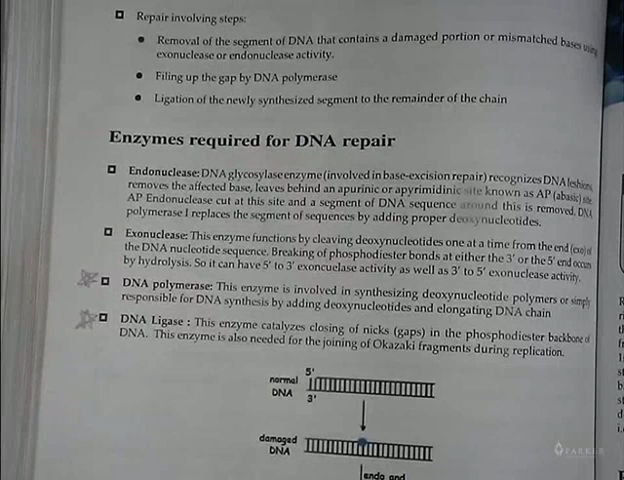 Repair involving steps:
Removal of the segment of DNA that contains a damaged portion or mismatched bases using
exonuclease or endonuclease activity.
Filing up the gap by DNA polymerase
Ligation of the newly synthesized segment to the remainder of the chain
Enzymes required for DNA repair
Endonuclease: DNA glycosylase enzyme (involved in base-excision repair) recognizes DNA leshions
removes the affected base, leaves behind an apurinic or apyrimidinic site known as AP (abasic) site
AP Endonuclease cut at this site and a segment of DNA sequence around this is removed. DNA
polymerase I replaces the segment of sequences by adding proper deoxynucleotides.
Exonuclease: This enzyme functions by cleaving deoxynucleotides one at a time from the end (exo) of
the DNA nucleotide sequence. Breaking of phosphodiester bonds at either the 3' or the 5' end occurs
by hydrolysis. So it can have 5' to 3' exoncuelase activity as well as 3' to 5' exonuclease activity.
DNA polymerase: This enzyme is involved in synthesizing deoxynucleotide polymers or simply
responsible for DNA synthesis by adding deoxynucleotides and elongating DNA chain
DNA Ligase : This enzyme catalyzes closing of nicks (gaps) in the phosphodiester backbone of
DNA. This enzyme is also needed for the joining of Okazaki fragments during replication.
5'
normal
DNA
3'
damaged
DNA
endo and